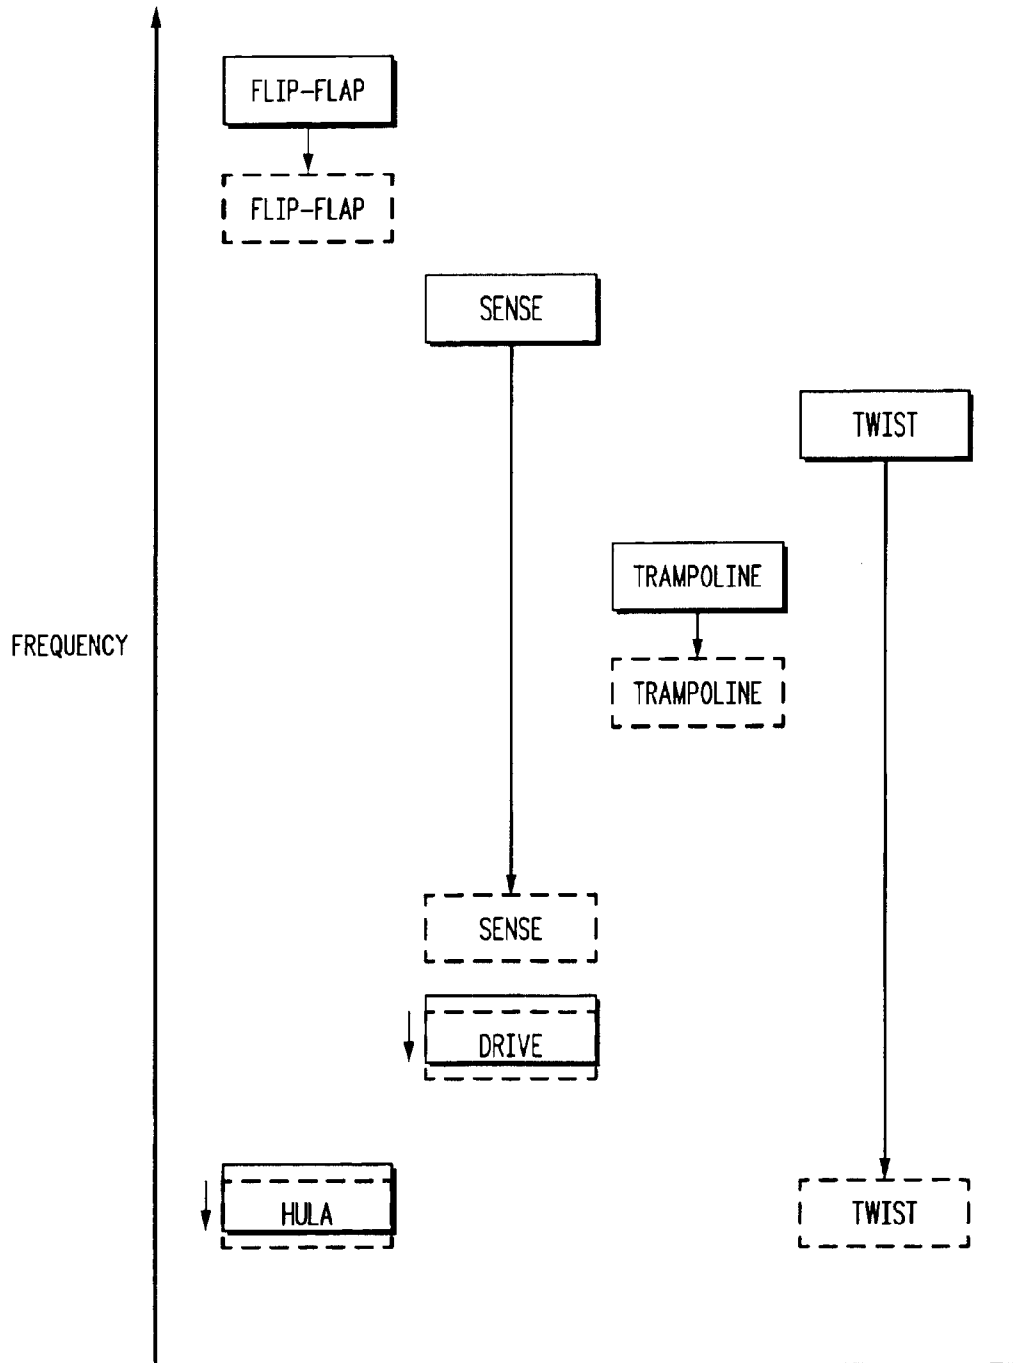 FLIP-FLAP
FLIP-FLAP
SENSE
TWIST
TRAMPOLINE
FREQUENCY
TRAMPOLINE
SENSE
DRIVE
HULA
TWIST